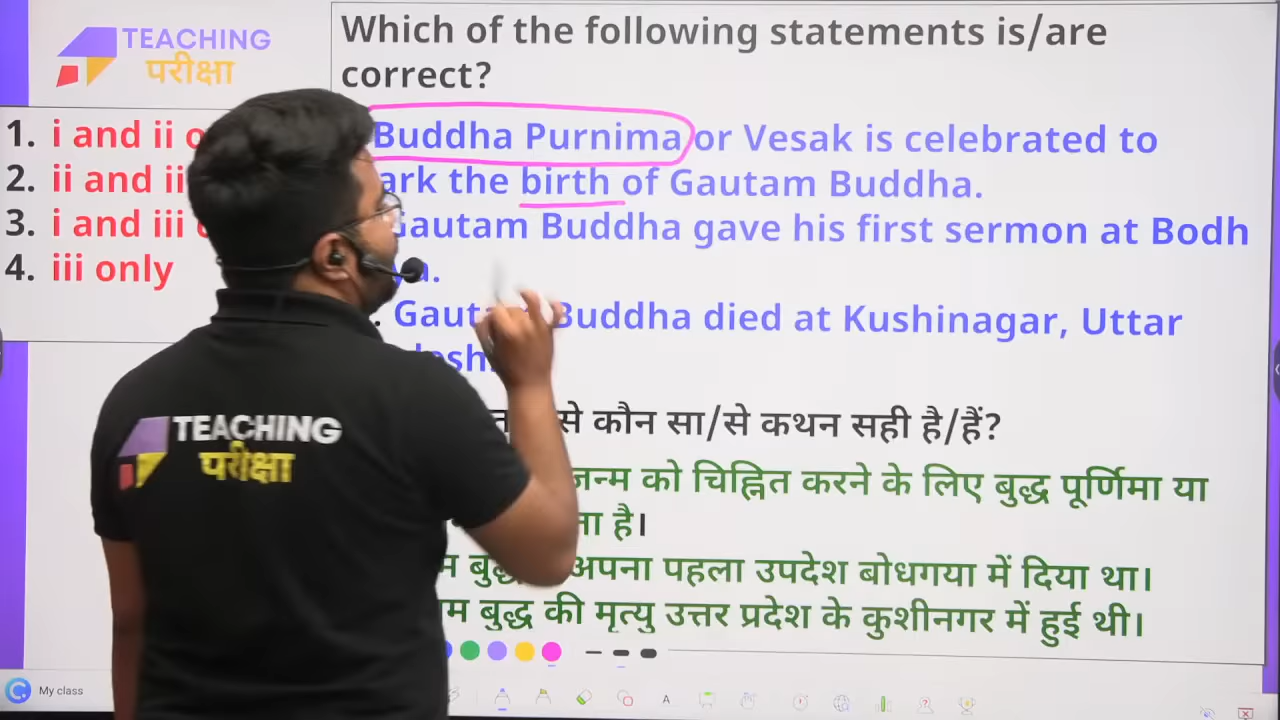 TEACHING
परीक्षा
Which of the following statements is/are
correct?
1. i and ii
2. ii and
3. i and iii
4. iii only
Buddha Purnima or Vesak is celebrated to
the birth of Gautam Buddha.
Gautam Buddha gave his first sermon at Bodh
Buddha died at Kushinagar, Uttar
से कौन सा/से कथन सही है/हैं?
जन्म को चिह्नित करने के लिए बुद्ध पूर्णिमा या
है।
अपना पहला उपदेश बोधगया में दिया था।
बुद्ध की मृत्यु उत्तर प्रदेश के कुशीनगर में हुई थी।
TEACHING
परीक्षा
C My class
A